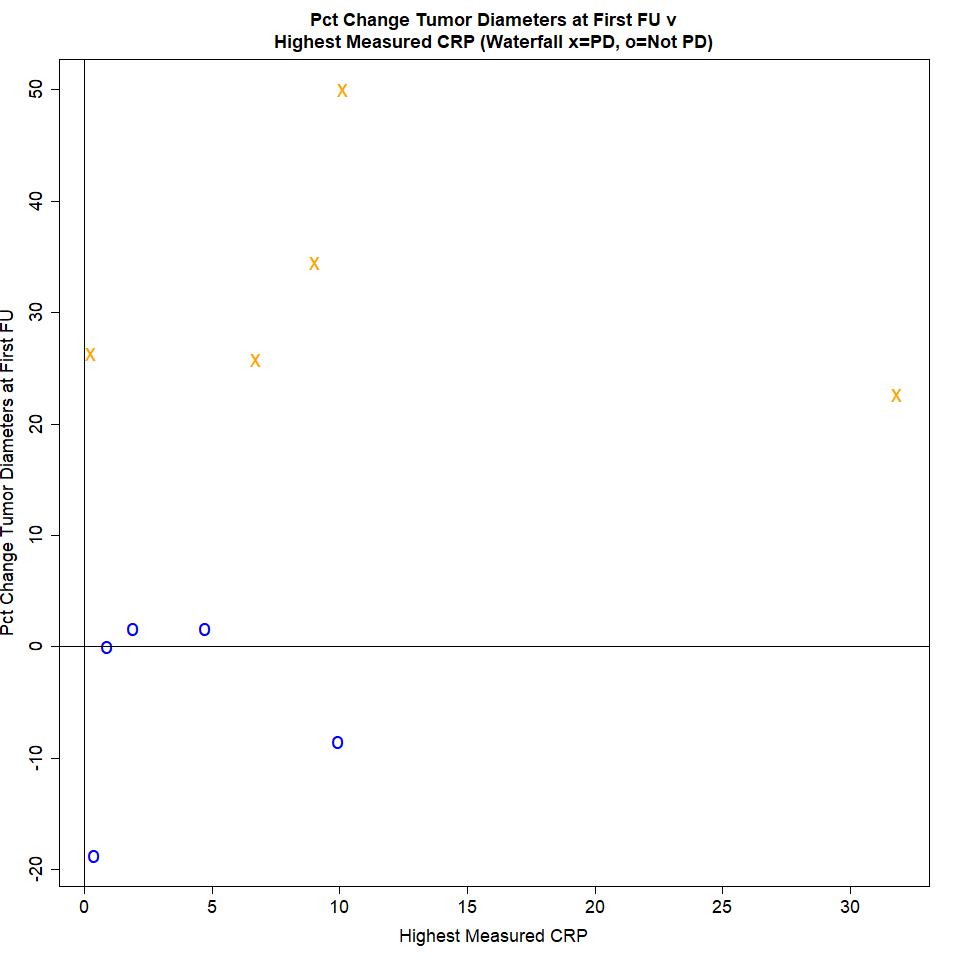 Pct Change Tumor Diameters at First FU v
Highest Measured CRP (Waterfall x=PD, o=Not PD)
Pct Change Tumor Diameters at First FU
50
40
30
20
10
0
-10
-20
X
X
X
X
X
O
O
O
O
O
0 5 10 15 20 25 30
Highest Measured CRP